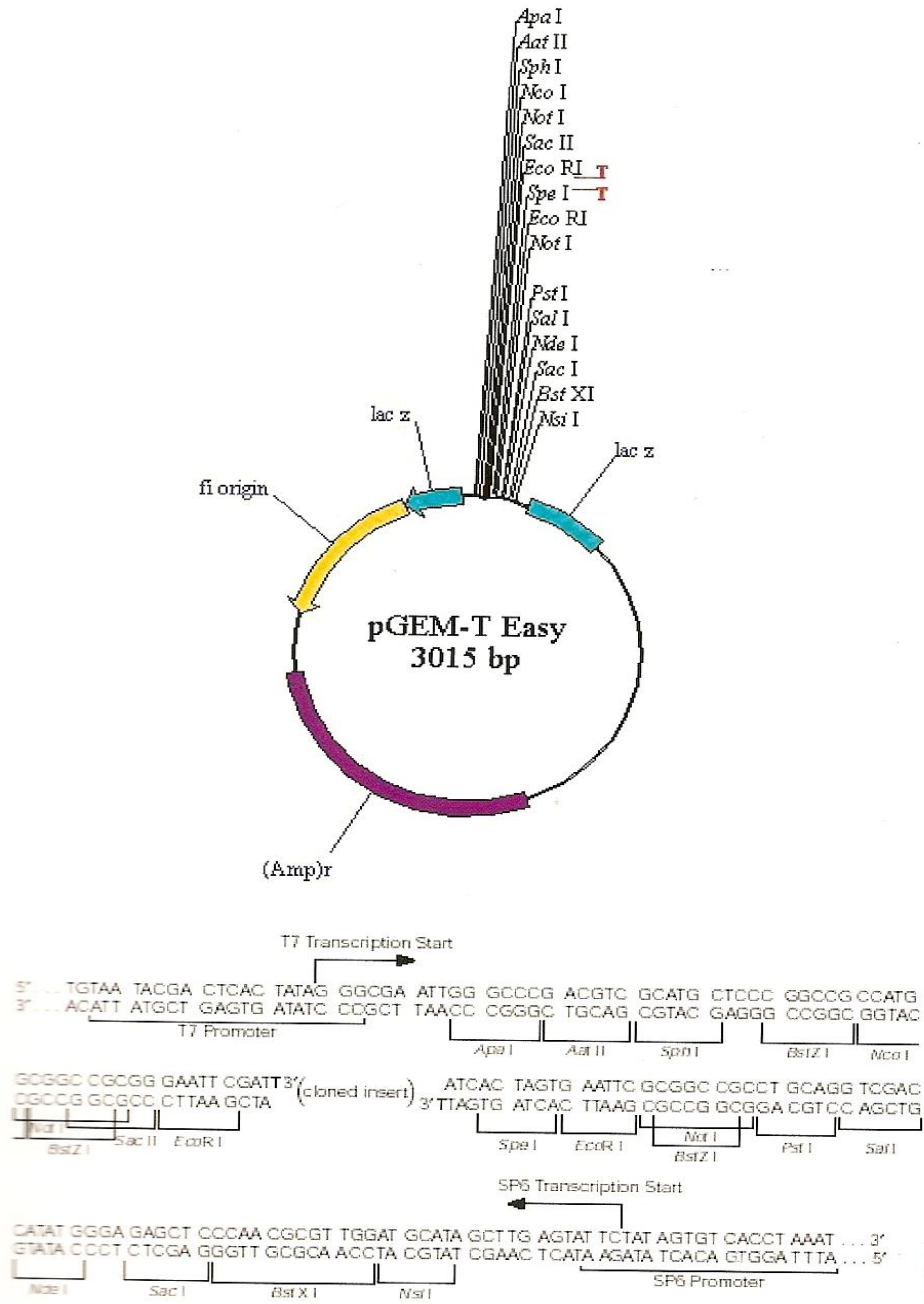 Apa I
Aat II
Sph I
Nco I
Not I
Sac II
Eco RI T
Spe I T
Eco RI
Not I
Pst I
Sal I
Nde I
Sac I
Bst XI
Nsi I
lac z
lac z
fi origin
pGEM-T Easy
3015 bp
(Amp)r
T7 Transcription Start
5' ... TGTAA TACGA CTCAC TATAG GGCGA ATTGG GCCCG ACGTC GCATG CTCCC GGCCG CCATG
3' ... ACATT ATGCT GAGTG ATATC CCGCTT TAACC CGGGC TGCAG CGTAC GAGGG CCGGC GGTAC
T7 Promoter
Apa I Aat II Sph I BstZ I Nco I
GCGGC CGCGG GAATT CGATT 3' (cloned insert) ATCAC TAGTG AATTC GCGGC CGCCT GCAGG TCGAC
CGCCG GCGCC CTTAA GCTA 3' TTAGTG ATCAC TTAAG CGCCG GCGGA CGTCC AGCTG
Not I
BstZ I Sac II EcoR I Spe I EcoR I Not I
BstZ I Pst I Sal I
SP6 Transcription Start
CATAT GGGA GAGCT CCCAA CGCGT TGGAT GCATA GCTTG AGTAT TCTAT AGTGT CACCT AAAT ... 3'
GTATA CCCT CTCGA GGGTT GCGCA ACCTA CGTAT CGAAC TCATA AGATA TCACA GTGGA TTTA ... 5'
Nde I Sac I BstX I Nsi I SP6 Promoter